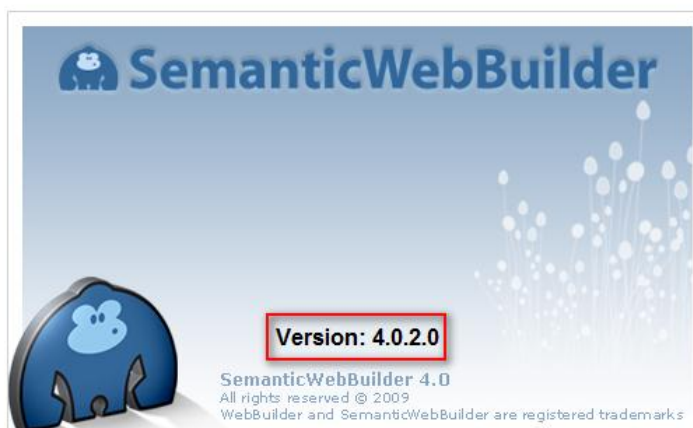 SemanticWebBuilder
Version: 4.0.2.0
SemanticWebBuilder 4.0
All rights reserved © 2009
WebBuilder and SemanticWebBuilder are registered trademarks